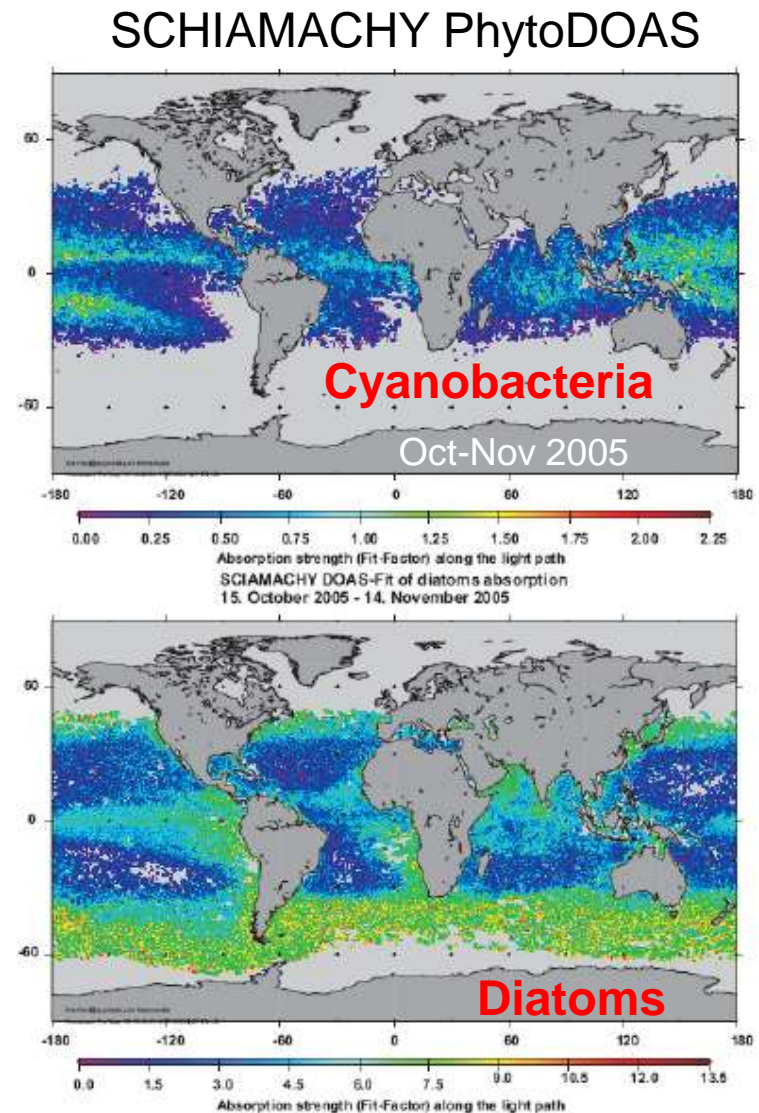 SCHIAMACHY PhytoDOAS
60
0
-60
Cyanobacteria
Oct-Nov 2005
-180 -120 -60 0 60 120 180
0.00 0.25 0.50 0.75 1.00 1.25 1.50 1.75 2.00 2.25
Absorption strength (Fit-Factor) along the light path
SCIAMACHY DOAS-Fit of diatoms absorption
15. October 2005 - 14. November 2005
60
0
-60
Diatoms
-180 -120 -60 0 60 120 180
0.0 1.5 3.0 4.5 6.0 7.5 9.0 10.5 12.0 13.5
Absorption strength (Fit-Factor) along the light path